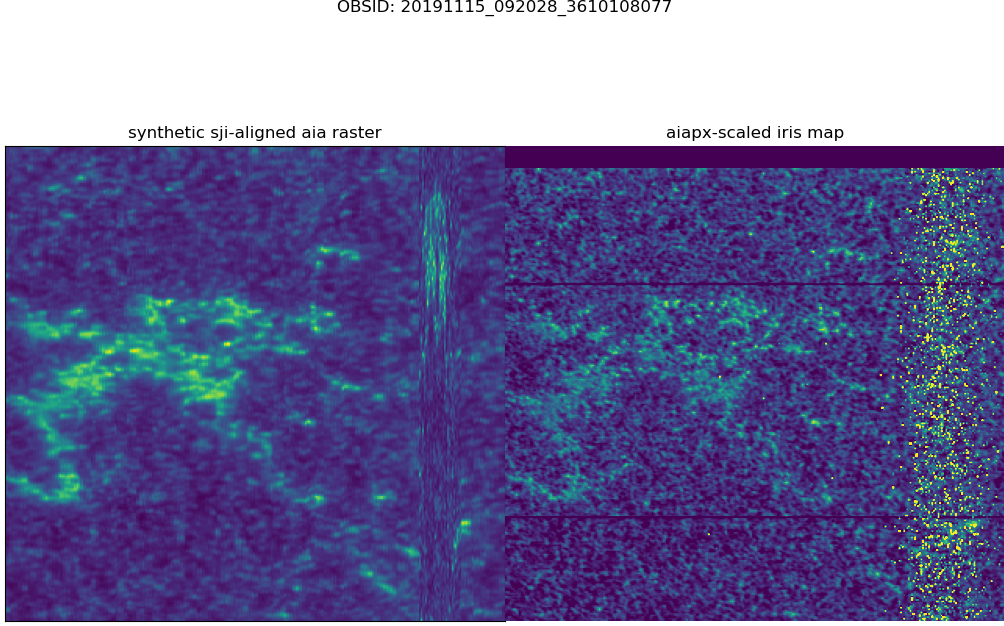 OBSID: 20191115_092028_3610108077
synthetic sji-aligned aia raster
aiapx-scaled iris map